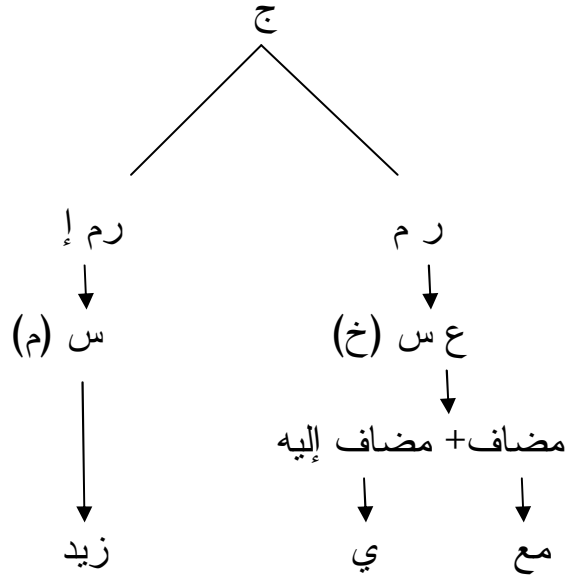 ج
ر م رم إ
ع س (خ) س (م)
مضاف+ مضاف إليه
مع ي زيد